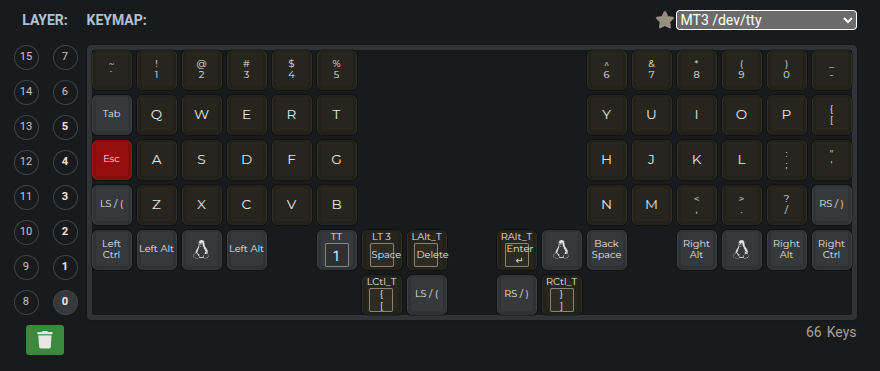 LAYER: KEYMAP: MT3 /dev/tty
15 7 ~ ! @ # $ % ^ & * ( ) _
` 1 2 3 4 5 6 7 8 9 0 -
14 6 Tab Q W E R T Y U I O P {
[
13 5
12 4 Esc A S D F G H J K L : "
; '
11 3 LS / ( Z X C V B N M < > ? RS / )
, . /
10 2 TT LT 3 LAlt_T RAlt_T
Left Ctrl Left Alt Left Alt 1 Space Delete Enter Back Space Right Alt Right Alt Right Ctrl
9 1
8 0 LCtl_T LS / ( RS / ) RCtl_T
{ }
[ ]
66 Keys